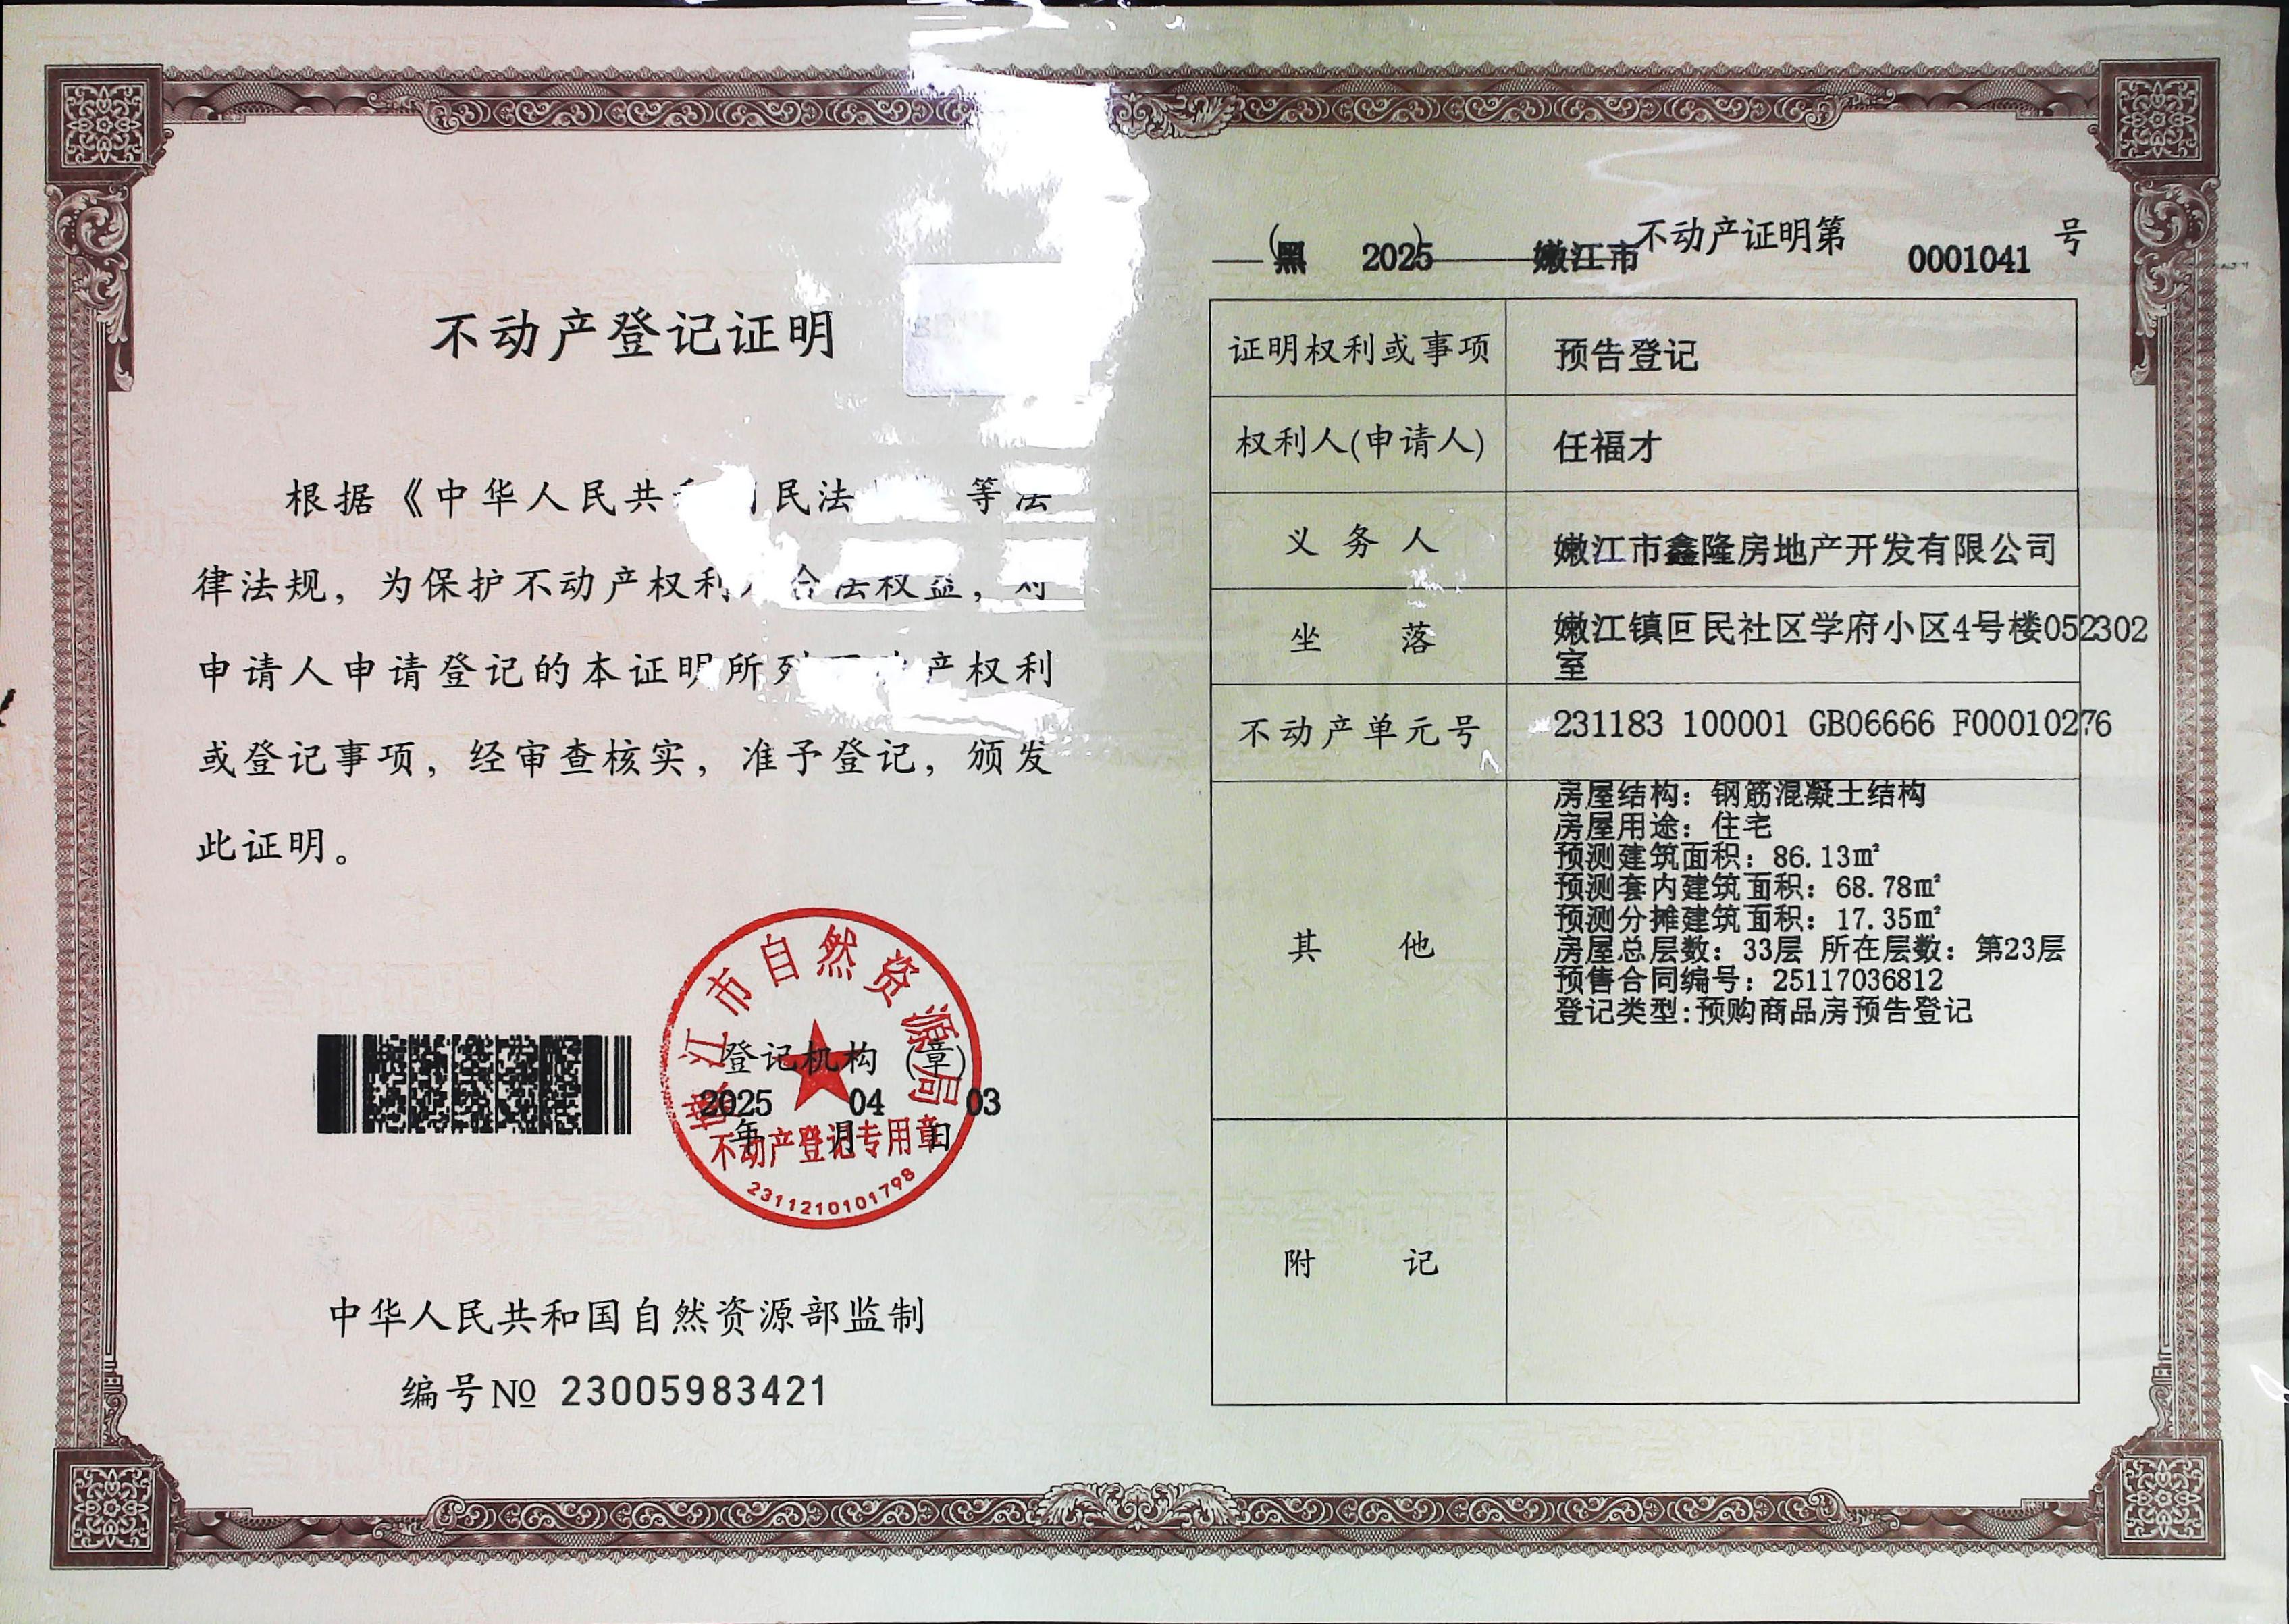 不动产登记证明
根据《中华人民共 民法 等法
律法规，为保护不动产权利 合法权益，对
申请人申请登记的本证明所列 产权利
或登记事项，经审查核实，准予登记，颁发
此证明。
嫩江市自然资源局
登记机构（章）
2025 04 03
年 月 日
不动产登记专用章
2311210101798
中华人民共和国自然资源部监制
编号№ 23005983421
（黑 2025） 嫩江市 不动产证明第 0001041 号
证明权利或事项 预告登记
权利人(申请人) 任福才
义务人 嫩江市鑫隆房地产开发有限公司
坐落 嫩江镇回民社区学府小区4号楼052302
室
不动产单元号 231183 100001 GB06666 F00010276
其他
房屋结构：钢筋混凝土结构
房屋用途：住宅
预测建筑面积：86.13㎡
预测套内建筑面积：68.78㎡
预测分摊建筑面积：17.35㎡
房屋总层数：33层 所在层数：第23层
预售合同编号：25117036812
登记类型:预购商品房预告登记
附记